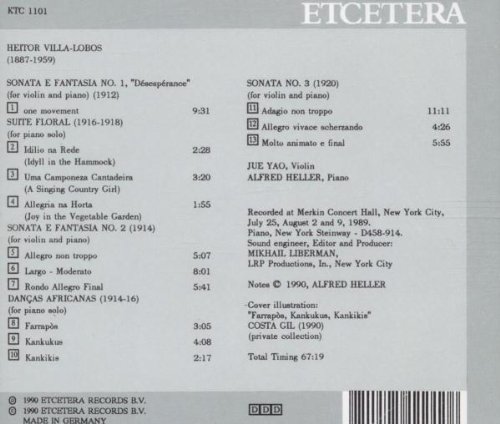 KTC 1101
ETCETERA
HEITOR VILLA-LOBOS
(1887-1959)
SONATA E FANTASIA NO. 1, "Désespérance"
(for violin and piano) (1912)
1 one movement 9:31
SUITE FLORAL (1916-1918)
(for piano solo)
2 Idilio na Rede 2:28
(Idyll in the Hammock)
3 Uma Camponeza Cantadeira 3:20
(A Singing Country Girl)
4 Allegria na Horta 1:55
(Joy in the Vegetable Garden)
SONATA E FANTASIA NO. 2 (1914)
(for violin and piano)
5 Allegro non troppo 5:07
6 Largo - Moderato 8:01
7 Rondo Allegro Final 5:41
DANÇAS AFRICANAS (1914-16)
(for piano solo)
8 Farrapòs 3:05
9 Kankukus 4:08
10 Kankikis 2:17
SONATA NO. 3 (1920)
(for violin and piano)
11 Adagio non troppo 11:11
12 Allegro vivace scherzando 4:26
13 Molto animato e final 5:55
JUE YAO, Violin
ALFRED HELLER, Piano
Recorded at Merkin Concert Hall, New York City,
July 25, August 2 and 9, 1989.
Piano, New York Steinway - D458-914.
Sound engineer, Editor and Producer:
MIKHAIL LIBERMAN,
LRP Productions, In., New York City
Notes © 1990, ALFRED HELLER
Cover illustration:
"Farrapòs, Kankukus, Kankikis"
COSTA GIL (1990)
(private collection)
Total Timing 67:19
℗ 1990 ETCETERA RECORDS B.V.
© 1990 ETCETERA RECORDS B.V.
MADE IN GERMANY
DDD